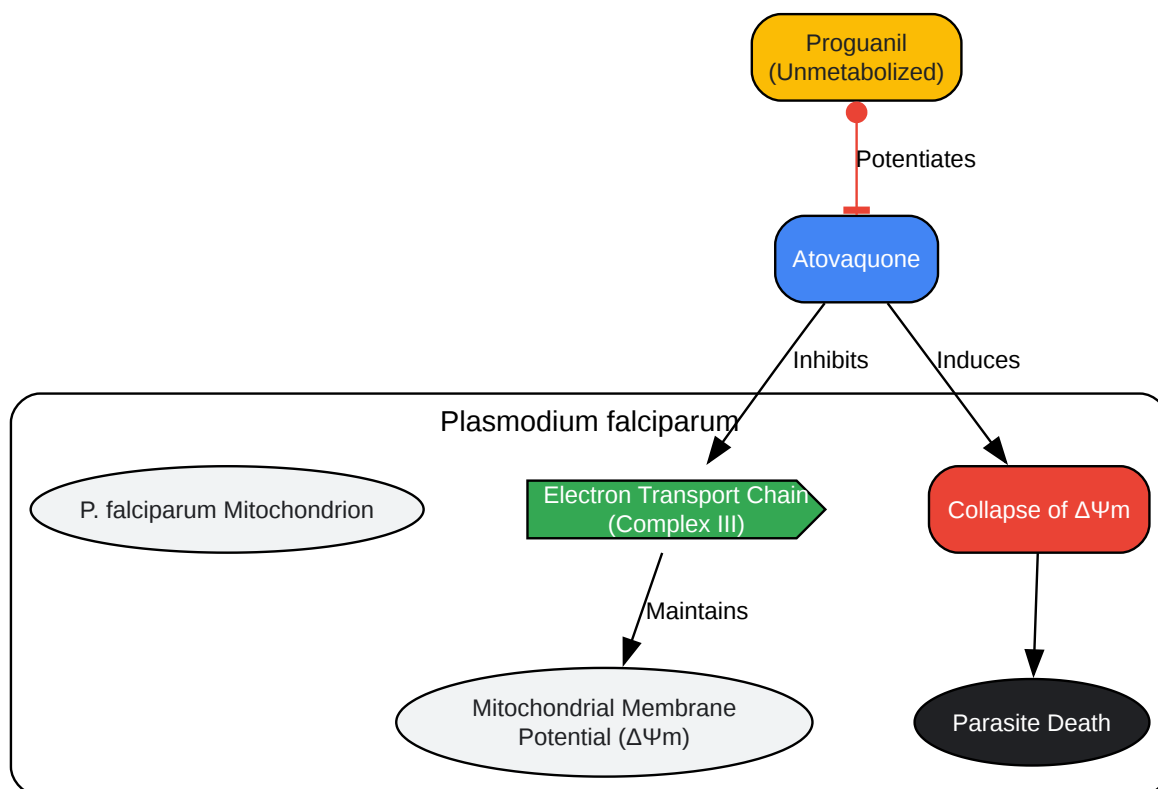 Proguanil
(Unmetabolized)
Potentiates
Atovaquone
Inhibits
Induces
Plasmodium falciparum
P. falciparum Mitochondrion
Electron Transport Chain
(Complex III)
Collapse of ΔΨm
Maintains
Mitochondrial Membrane
Potential (ΔΨm)
Parasite Death